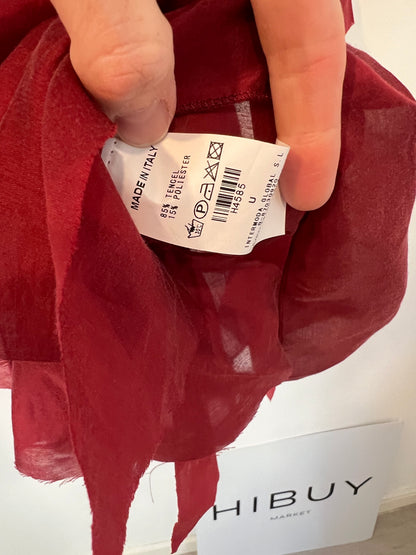 MADE IN ITALY
85% TENCEL
15% POLIESTER
P
H4585
U
INTERMODA GLOBAL S L
HIBUY
MARKET